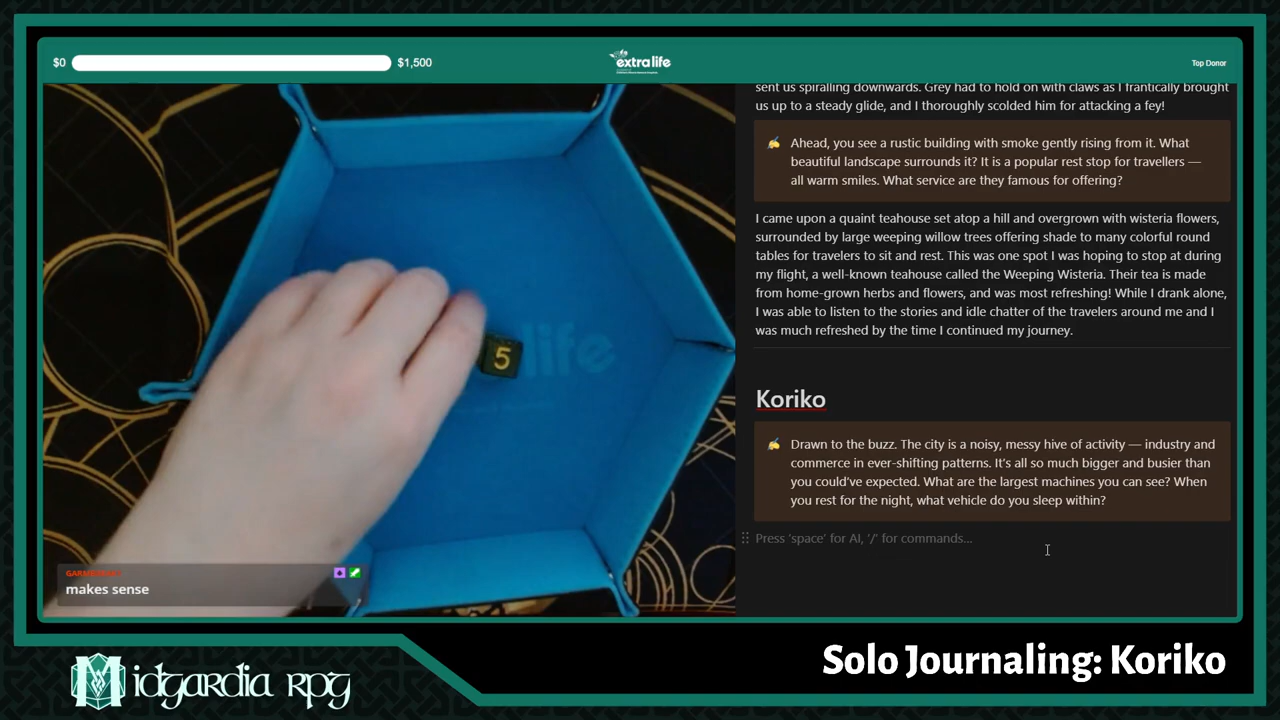 $0
$1,500
extra life
Top Donor
sent us spiralling downwards. Grey had to hold on with claws as I frantically brought
us up to a steady glide, and I thoroughly scolded him for attacking a fey!
Ahead, you see a rustic building with smoke gently rising from it. What
beautiful landscape surrounds it? It is a popular rest stop for travellers —
all warm smiles. What service are they famous for offering?
I came upon a quaint teahouse set atop a hill and overgrown with wisteria flowers,
surrounded by large weeping willow trees offering shade to many colorful round
tables for travelers to sit and rest. This was one spot I was hoping to stop at during
my flight, a well-known teahouse called the Weeping Wisteria. Their tea is made
from home-grown herbs and flowers, and was most refreshing! While I drank alone,
I was able to listen to the stories and idle chatter of the travelers around me and I
was much refreshed by the time I continued my journey.
Koriko
Drawn to the buzz. The city is a noisy, messy hive of activity — industry and
commerce in ever-shifting patterns. It's all so much bigger and busier than
you could've expected. What are the largest machines you can see? When
you rest for the night, what vehicle do you sleep within?
Press 'space' for AI, '/' for commands...
5
life
makes sense
Midgardia RPG
Solo Journaling: Koriko